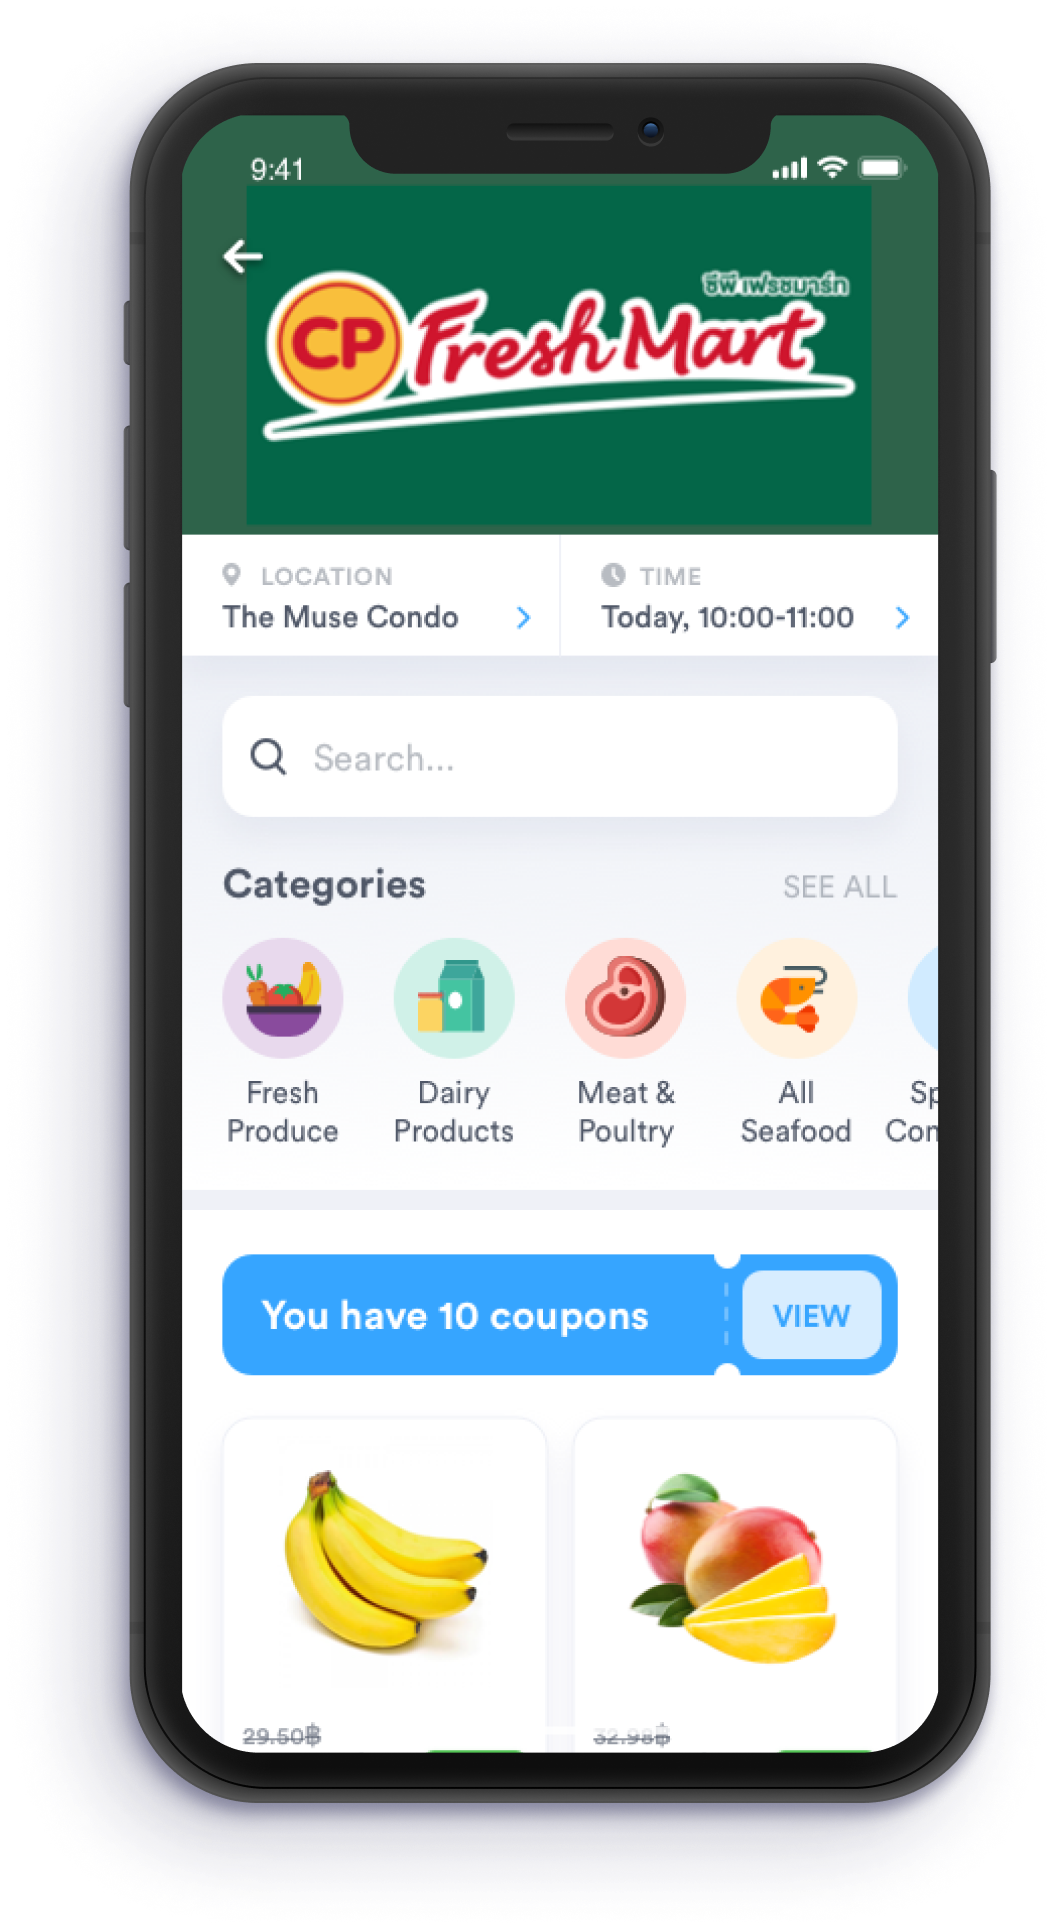 9:41
ซีพี เฟรชมาร์ท
CP Fresh Mart
LOCATION
The Muse Condo
TIME
Today, 10:00-11:00
Search...
Categories
SEE ALL
Fresh
Produce
Dairy
Products
Meat &
Poultry
All
Seafood
Sp
Con
You have 10 coupons
VIEW
29.50฿
32.98฿